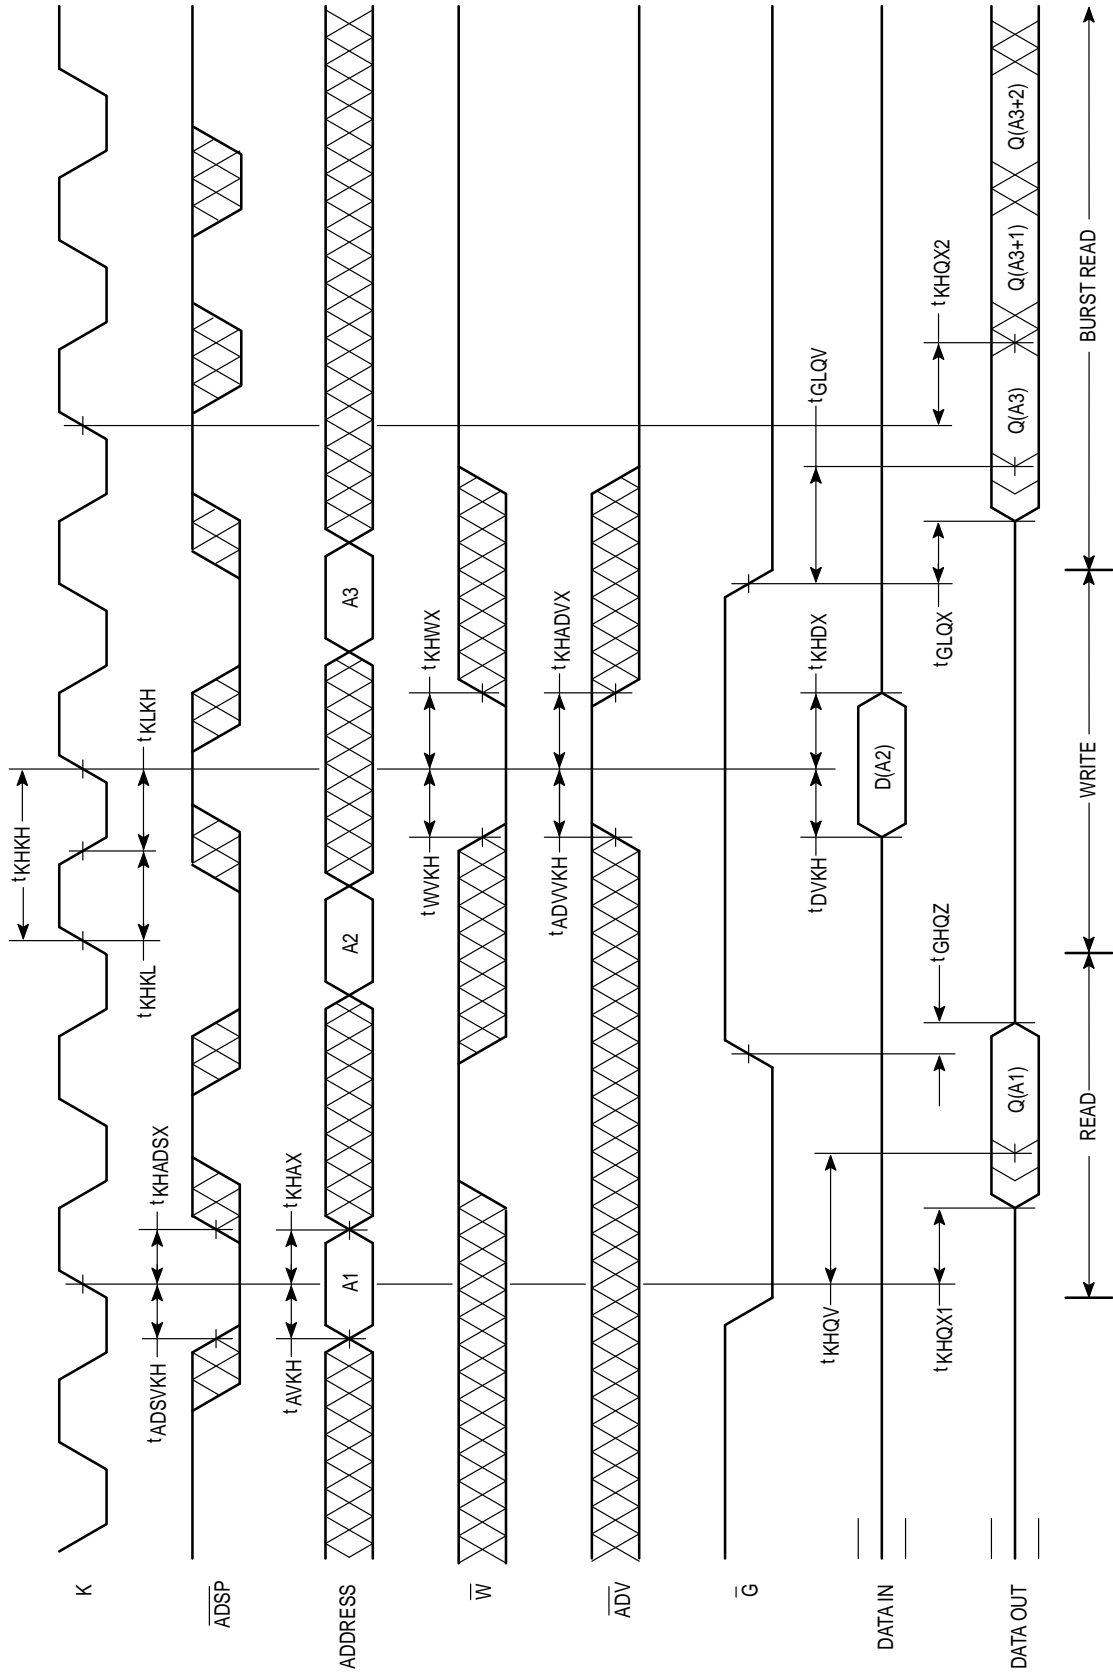 tKHKH
K
tKHKL tKLKH
tADSVKH tKHADSX
ADSP
tAVKH tKHAX
ADDRESS A1 A2 A3
tWVKH tKHWX
W
tADVVKH tKHADVX
ADV
G
tKHQV tDVKH tKHDX tGLQV
DATA IN D(A2)
tKHQX1 tGHQZ tGLQX tKHQX2
DATA OUT Q(A1) Q(A3) Q(A3+1) Q(A3+2)
READ WRITE BURST READ